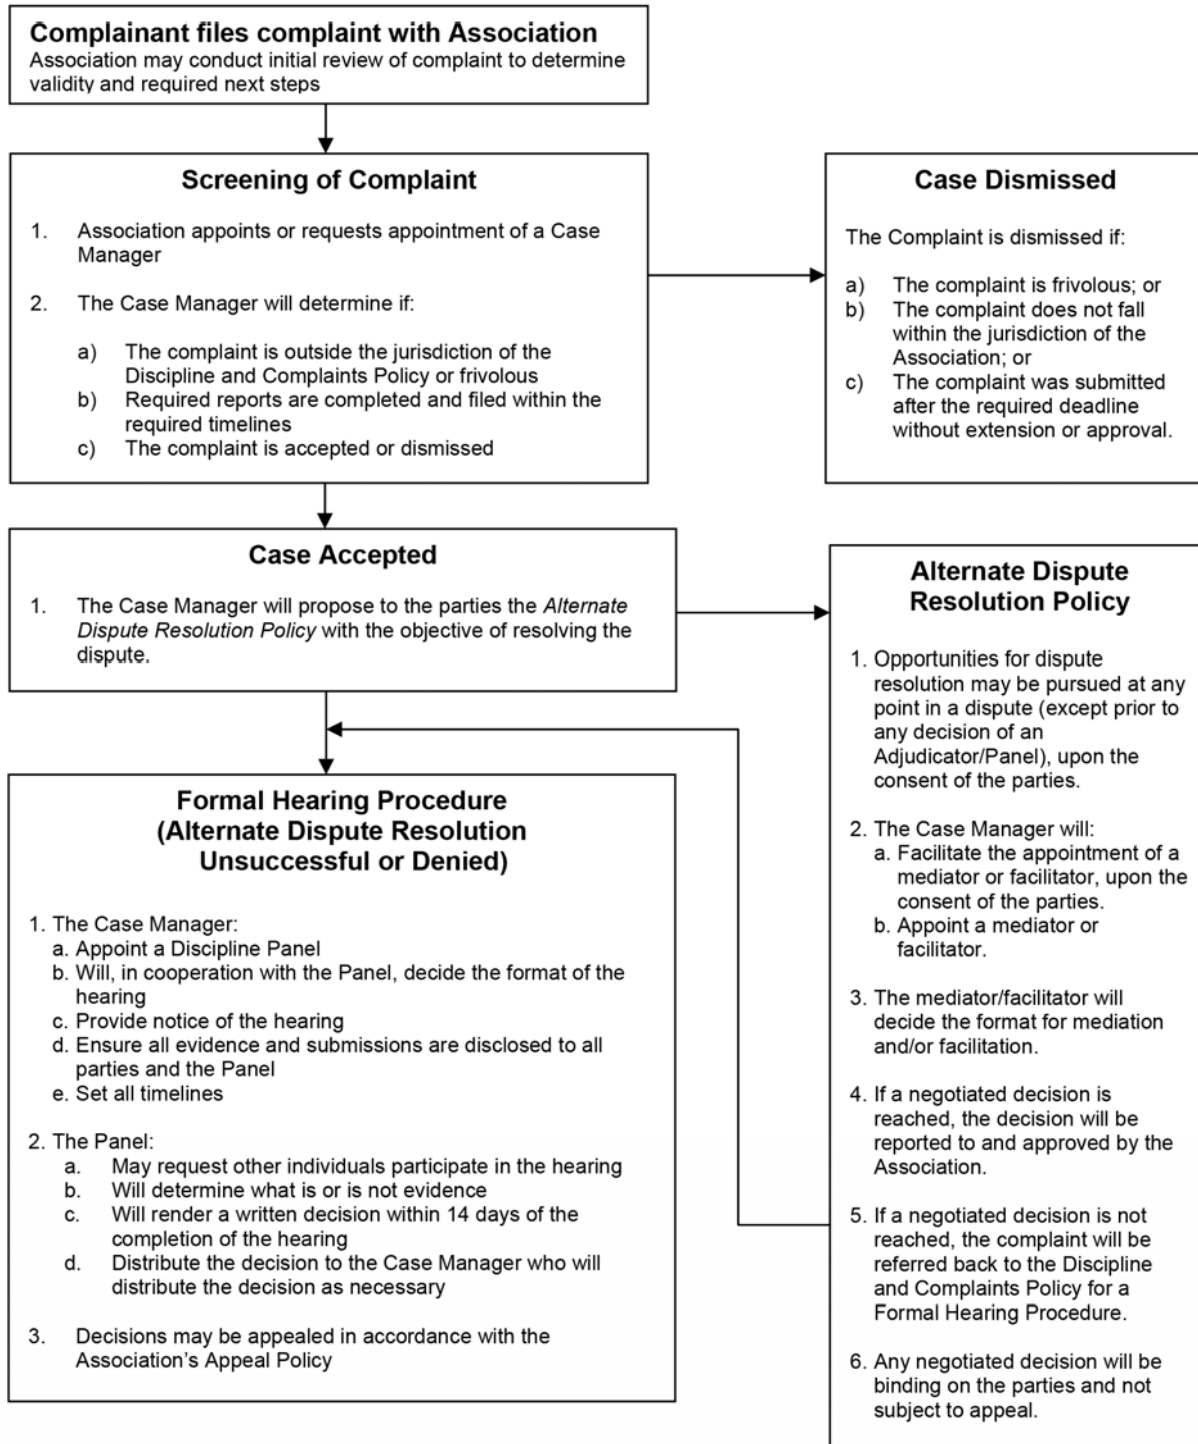 Complainant files complaint with Association
Association may conduct initial review of complaint to determine
validity and required next steps
Screening of Complaint
1. Association appoints or requests appointment of a Case
Manager
2. The Case Manager will determine if:
a) The complaint is outside the jurisdiction of the
Discipline and Complaints Policy or frivolous
b) Required reports are completed and filed within the
required timelines
c) The complaint is accepted or dismissed
Case Dismissed
The Complaint is dismissed if:
a) The complaint is frivolous; or
b) The complaint does not fall
within the jurisdiction of the
Association; or
c) The complaint was submitted
after the required deadline
without extension or approval.
Case Accepted
1. The Case Manager will propose to the parties the Alternate
Dispute Resolution Policy with the objective of resolving the
dispute.
Alternate Dispute
Resolution Policy
1. Opportunities for dispute
resolution may be pursued at any
point in a dispute (except prior to
any decision of an
Adjudicator/Panel), upon the
consent of the parties.
2. The Case Manager will:
a. Facilitate the appointment of a
mediator or facilitator, upon the
consent of the parties.
b. Appoint a mediator or
facilitator.
3. The mediator/facilitator will
decide the format for mediation
and/or facilitation.
4. If a negotiated decision is
reached, the decision will be
reported to and approved by the
Association.
5. If a negotiated decision is not
reached, the complaint will be
referred back to the Discipline
and Complaints Policy for a
Formal Hearing Procedure.
6. Any negotiated decision will be
binding on the parties and not
subject to appeal.
Formal Hearing Procedure
(Alternate Dispute Resolution
Unsuccessful or Denied)
1. The Case Manager:
a. Appoint a Discipline Panel
b. Will, in cooperation with the Panel, decide the format of the
hearing
c. Provide notice of the hearing
d. Ensure all evidence and submissions are disclosed to all
parties and the Panel
e. Set all timelines
2. The Panel:
a. May request other individuals participate in the hearing
b. Will determine what is or is not evidence
c. Will render a written decision within 14 days of the
completion of the hearing
d. Distribute the decision to the Case Manager who will
distribute the decision as necessary
3. Decisions may be appealed in accordance with the
Association's Appeal Policy